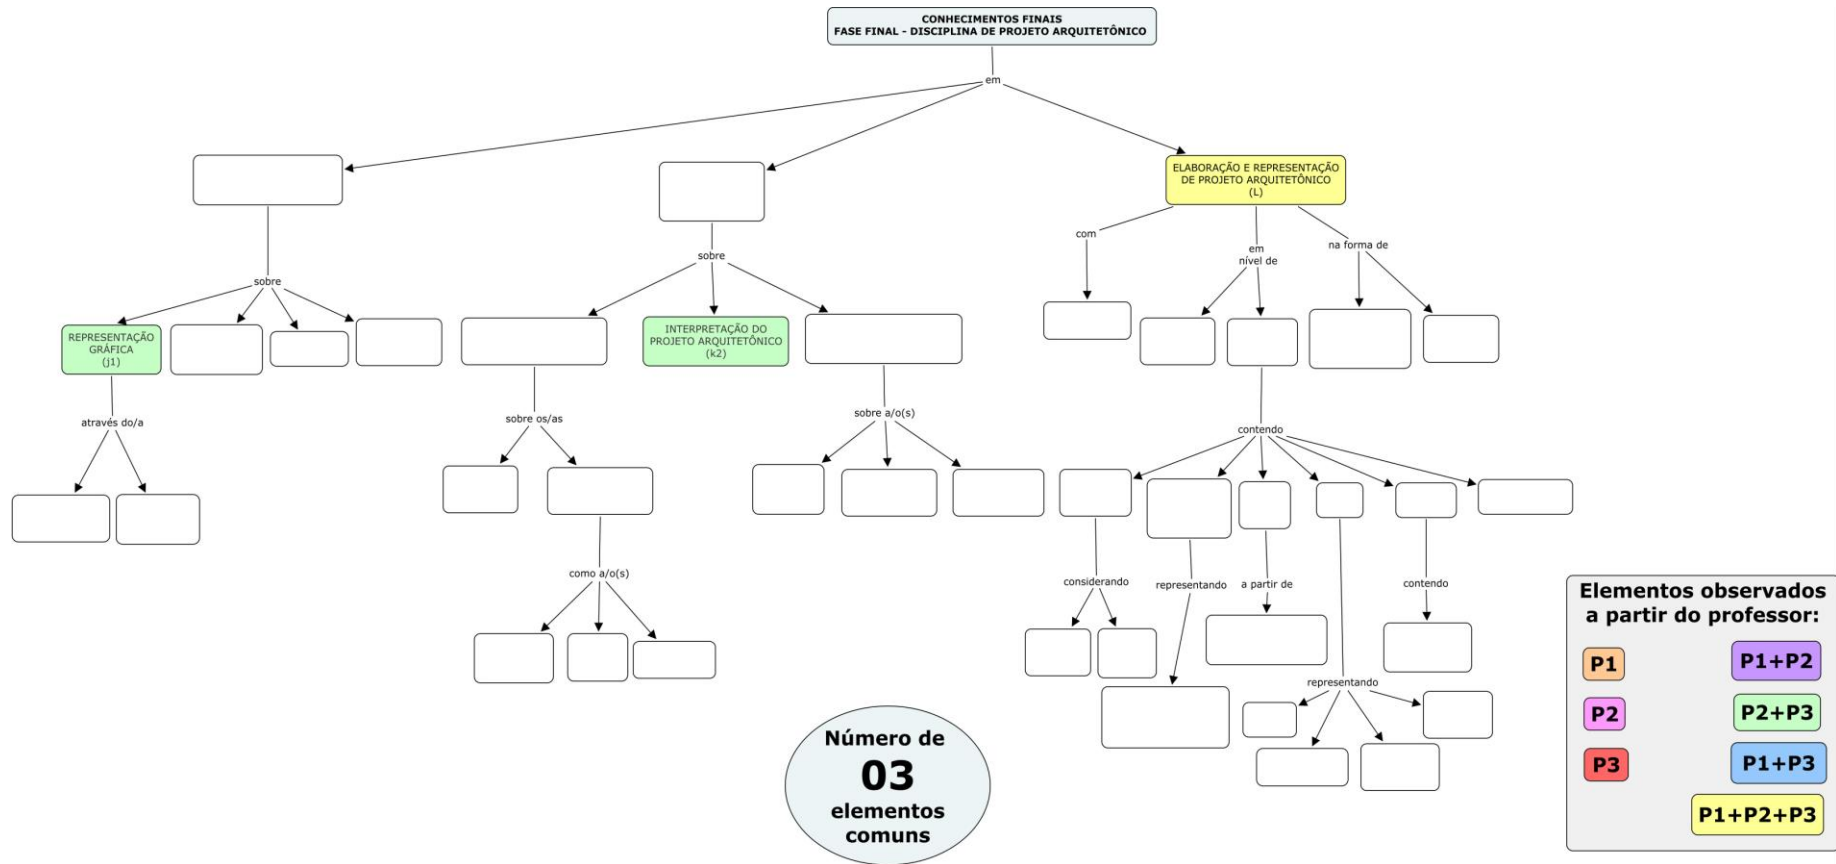 CONHECIMENTOS FINAIS
FASE FINAL - DISCIPLINA DE PROJETO ARQUITETÔNICO
em
ELABORAÇÃO E REPRESENTAÇÃO
DE PROJETO ARQUITETÔNICO
(L)
com
em
nível de
na forma de
sobre
sobre
REPRESENTAÇÃO
GRÁFICA
(j1)
INTERPRETAÇÃO DO
PROJETO ARQUITETÔNICO
(k2)
através do/a
sobre os/as
sobre a/o(s)
contendo
como a/o(s)
considerando
representando
a partir de
contendo
representando
Número de
03
elementos
comuns
Elementos observados
a partir do professor:
P1
P1+P2
P2
P2+P3
P3
P1+P3
P1+P2+P3